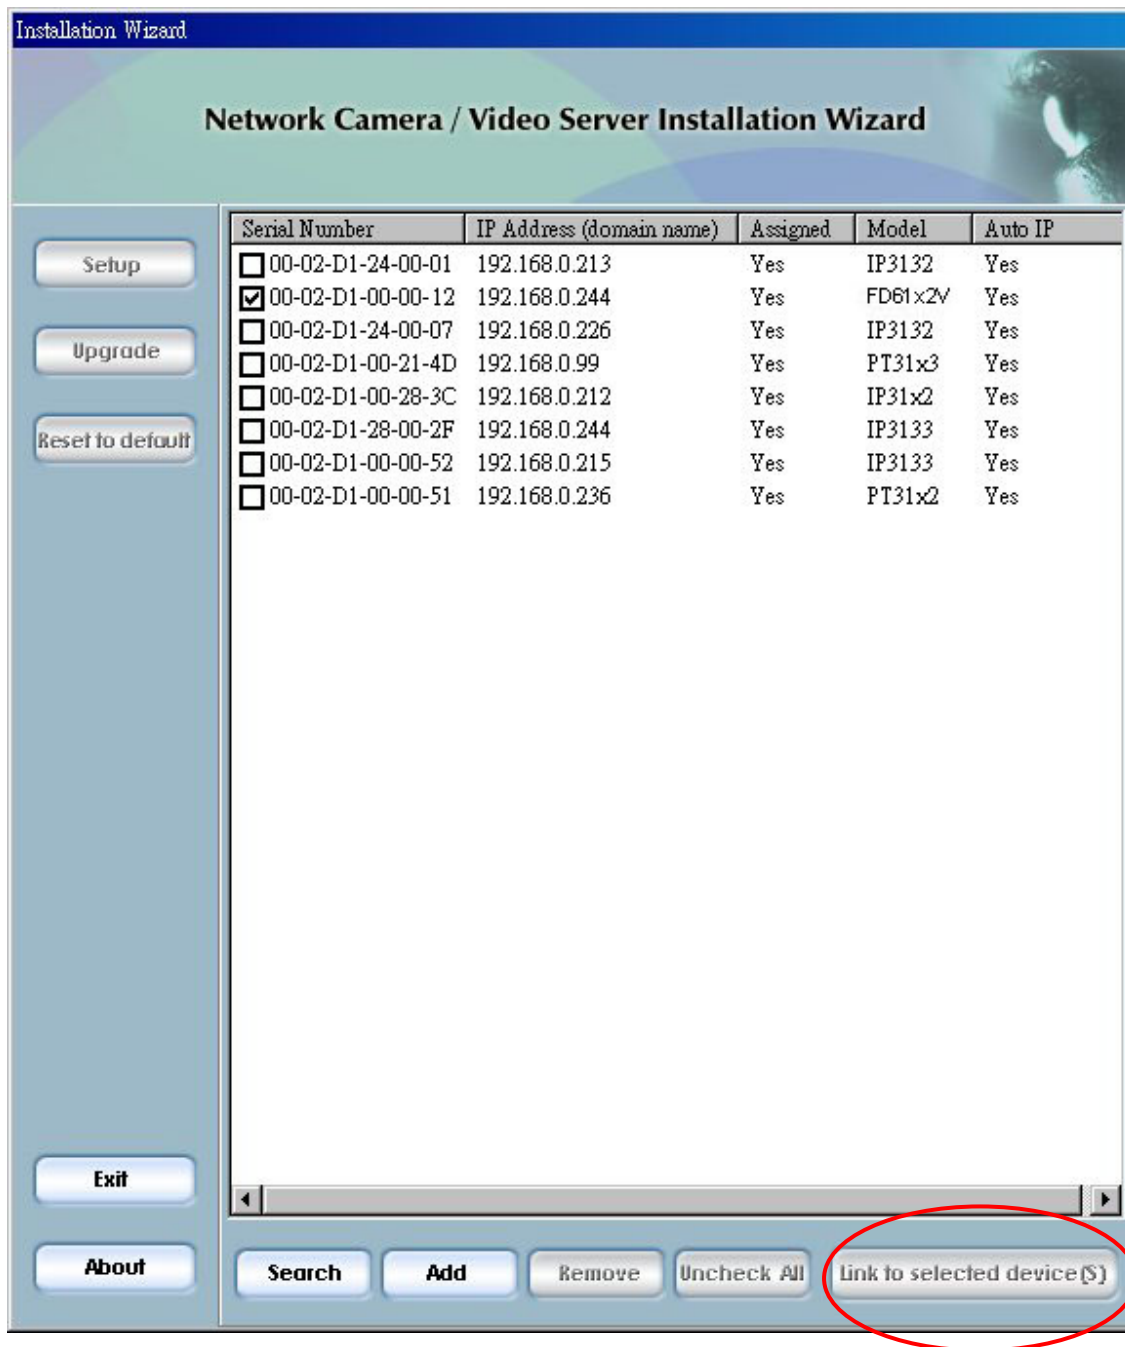 Installation Wizard
Network Camera / Video Server Installation Wizard
Setup
Upgrade
Reset to default
Serial Number IP Address (domain name) Assigned Model Auto IP
00-02-D1-24-00-01 192.168.0.213 Yes IP3132 Yes
00-02-D1-00-00-12 192.168.0.244 Yes FD61x2V Yes
00-02-D1-24-00-07 192.168.0.226 Yes IP3132 Yes
00-02-D1-00-21-4D 192.168.0.99 Yes PT31x3 Yes
00-02-D1-00-28-3C 192.168.0.212 Yes IP31x2 Yes
00-02-D1-28-00-2F 192.168.0.244 Yes IP3133 Yes
00-02-D1-00-00-52 192.168.0.215 Yes IP3133 Yes
00-02-D1-00-00-51 192.168.0.236 Yes PT31x2 Yes
Exit
About
Search Add Remove Uncheck All Link to selected device(S)